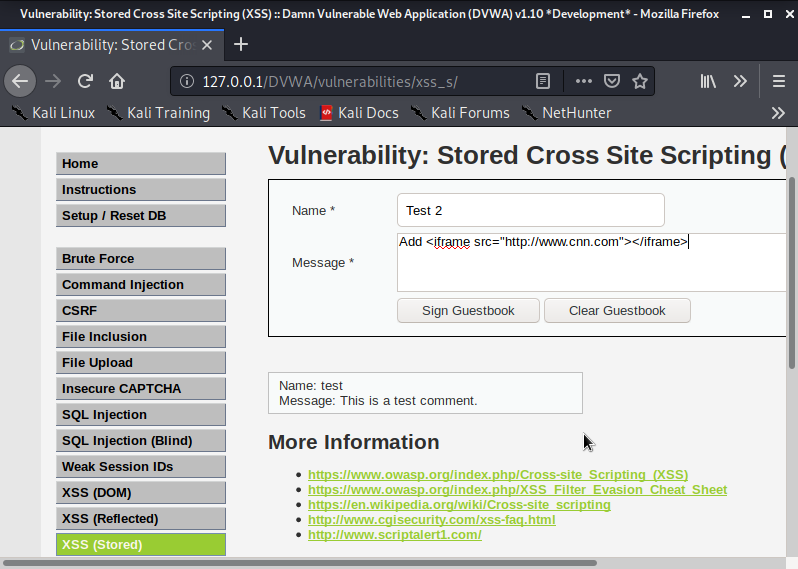 Vulnerability: Stored Cross Site Scripting (XSS) :: Damn Vulnerable Web Application (DVWA) v1.10 *Development* - Mozilla Firefox
Vulnerability: Stored Cro
127.0.0.1/DVWA/vulnerabilities/xss_s/
Kali Linux Kali Training Kali Tools Kali Docs Kali Forums NetHunter
Home
Instructions
Setup / Reset DB
Brute Force
Command Injection
CSRF
File Inclusion
File Upload
Insecure CAPTCHA
SQL Injection
SQL Injection (Blind)
Weak Session IDs
XSS (DOM)
XSS (Reflected)
XSS (Stored)
Vulnerability: Stored Cross Site Scripting (
Name * Test 2
Message * Add <iframe src="http://www.cnn.com"></iframe>
Sign Guestbook Clear Guestbook
Name: test
Message: This is a test comment.
More Information
https://www.owasp.org/index.php/Cross-site_Scripting_(XSS)
https://www.owasp.org/index.php/XSS_Filter_Evasion_Cheat_Sheet
https://en.wikipedia.org/wiki/Cross-site_scripting
http://www.cgisecurity.com/xss-faq.html
http://www.scriptalert1.com/